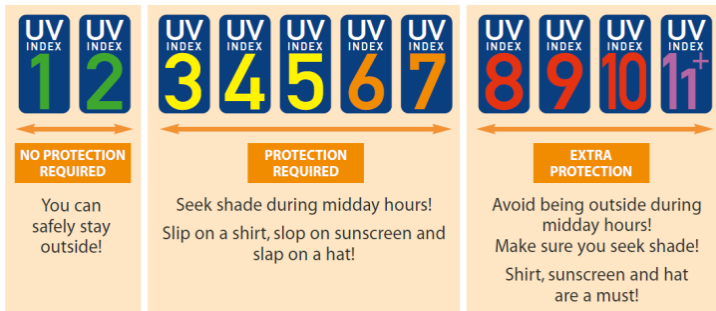 UV
INDEX
1
UV
INDEX
2
NO PROTECTION
REQUIRED
You can
safely stay
outside!
UV
INDEX
3
UV
INDEX
4
UV
INDEX
5
UV
INDEX
6
UV
INDEX
7
PROTECTION
REQUIRED
Seek shade during midday hours!
Slip on a shirt, slop on sunscreen and
slap on a hat!
UV
INDEX
8
UV
INDEX
9
UV
INDEX
10
UV
INDEX
11+
EXTRA
PROTECTION
Avoid being outside during
midday hours!
Make sure you seek shade!
Shirt, sunscreen and hat
are a must!